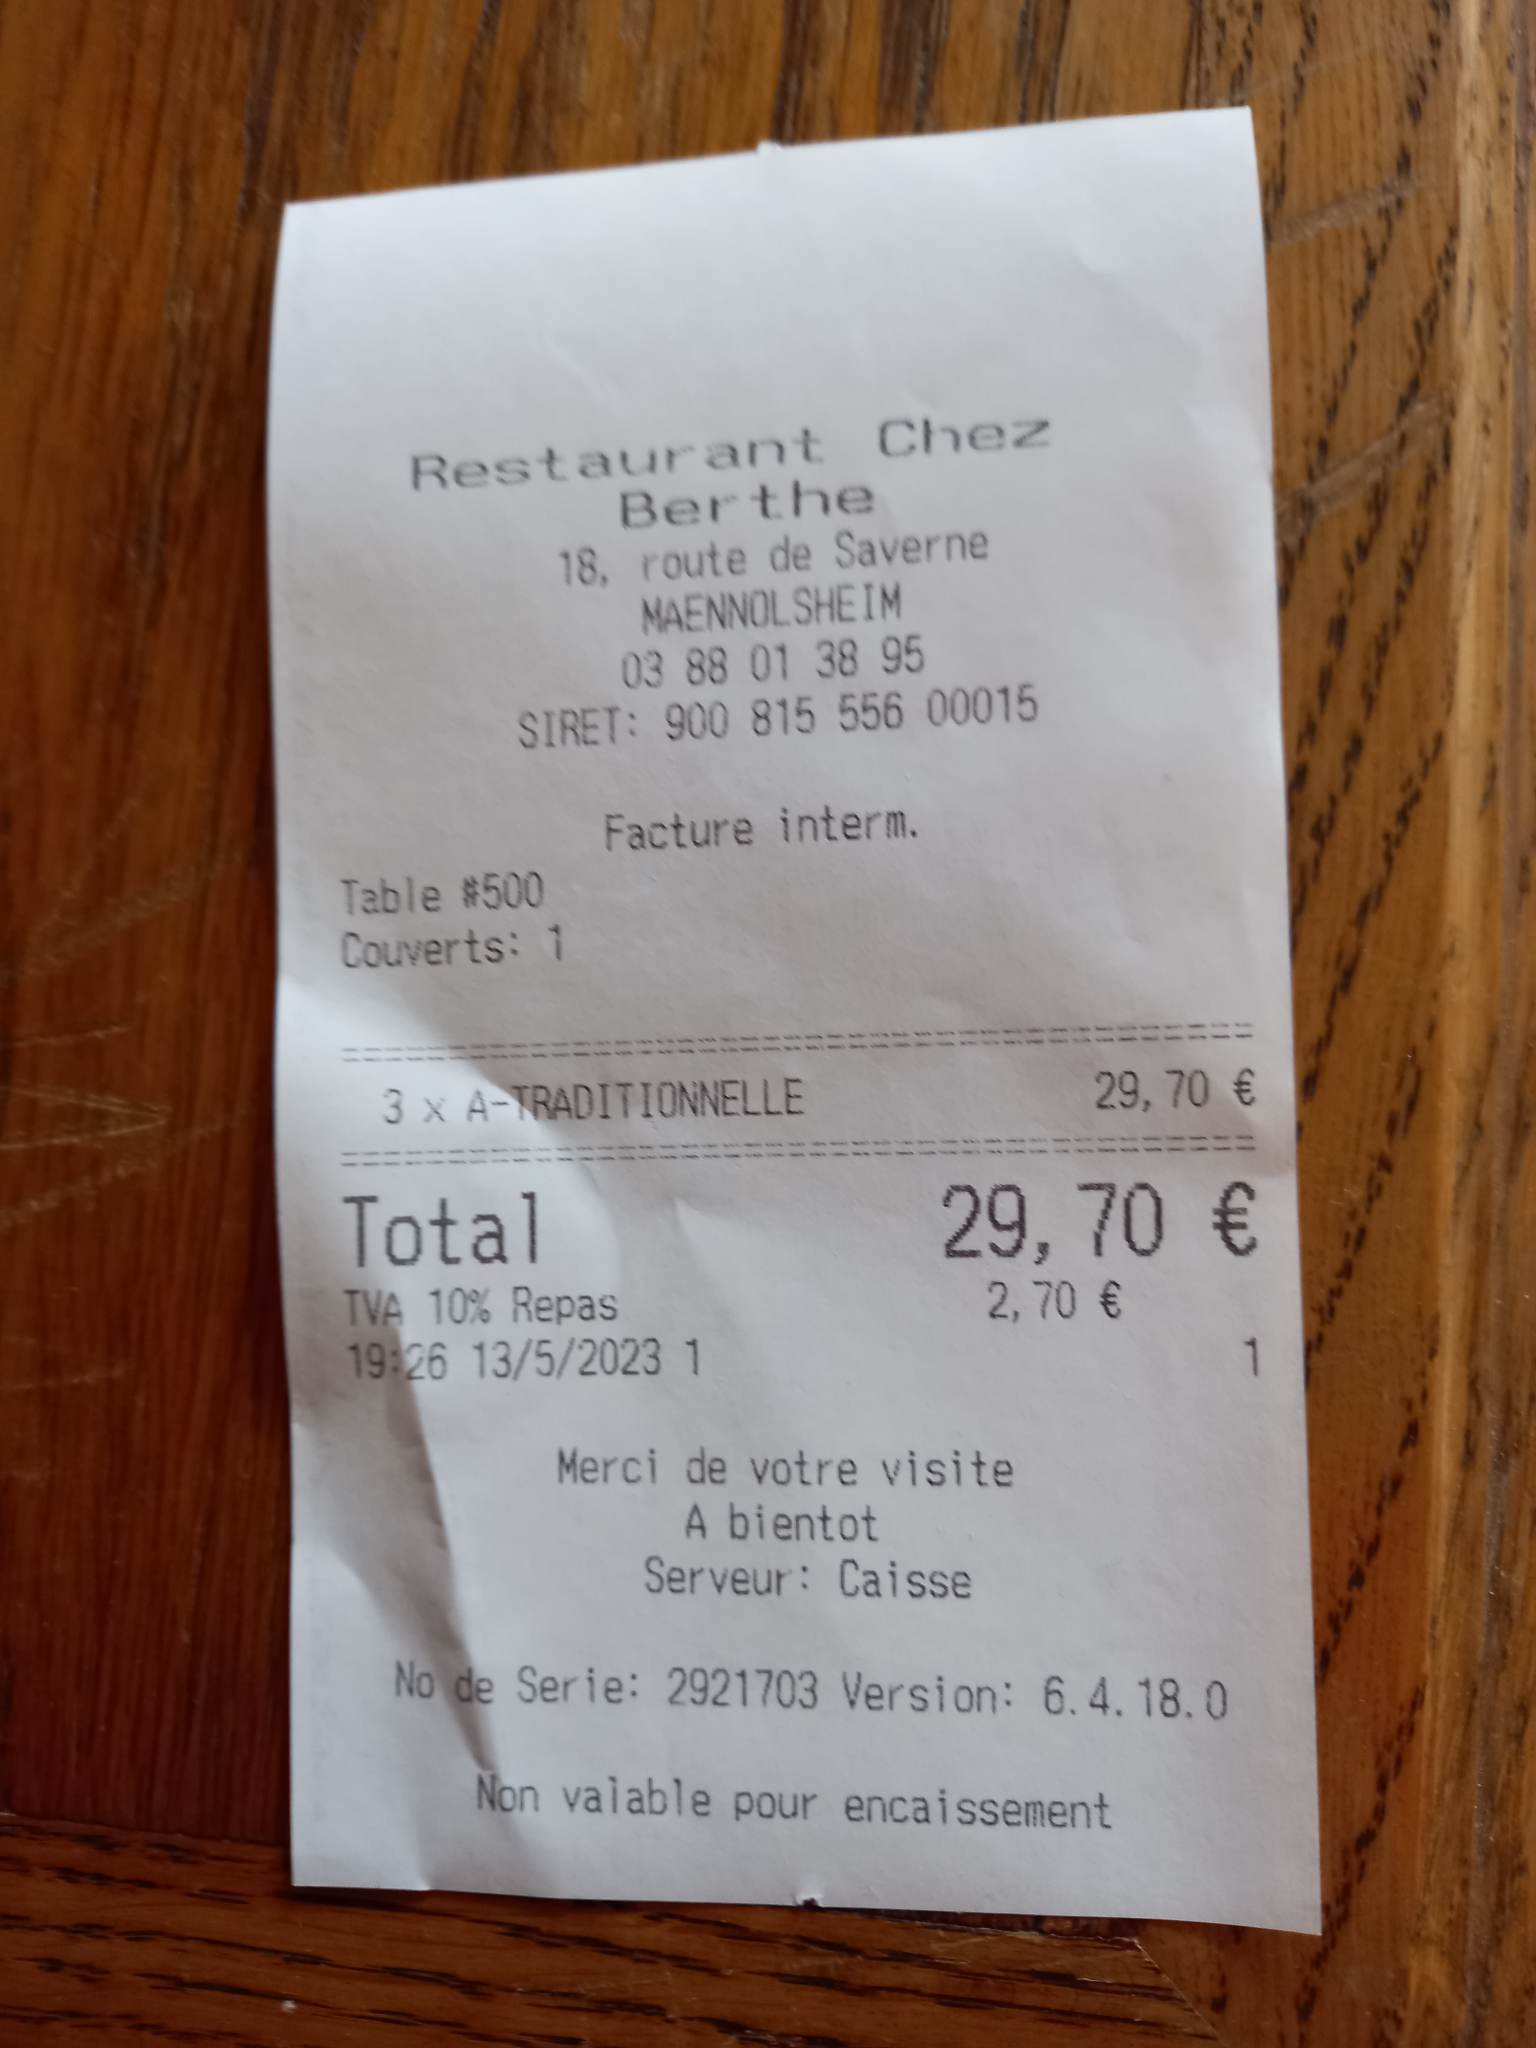 Restaurant Chez
Berthe
18, route de Saverne
MAENNOLSHEIM
03 88 01 38 95
SIRET: 900 815 556 00015
Facture interm.
Table #500
Couverts: 1
3 x A-TRADITIONNELLE 29,70 €
Total 29,70 €
TVA 10% Repas 2,70 €
19:26 13/5/2023 1 1
Merci de votre visite
A bientot
Serveur: Caisse
No de Serie: 2921703 Version: 6.4.18.0
Non valable pour encaissement